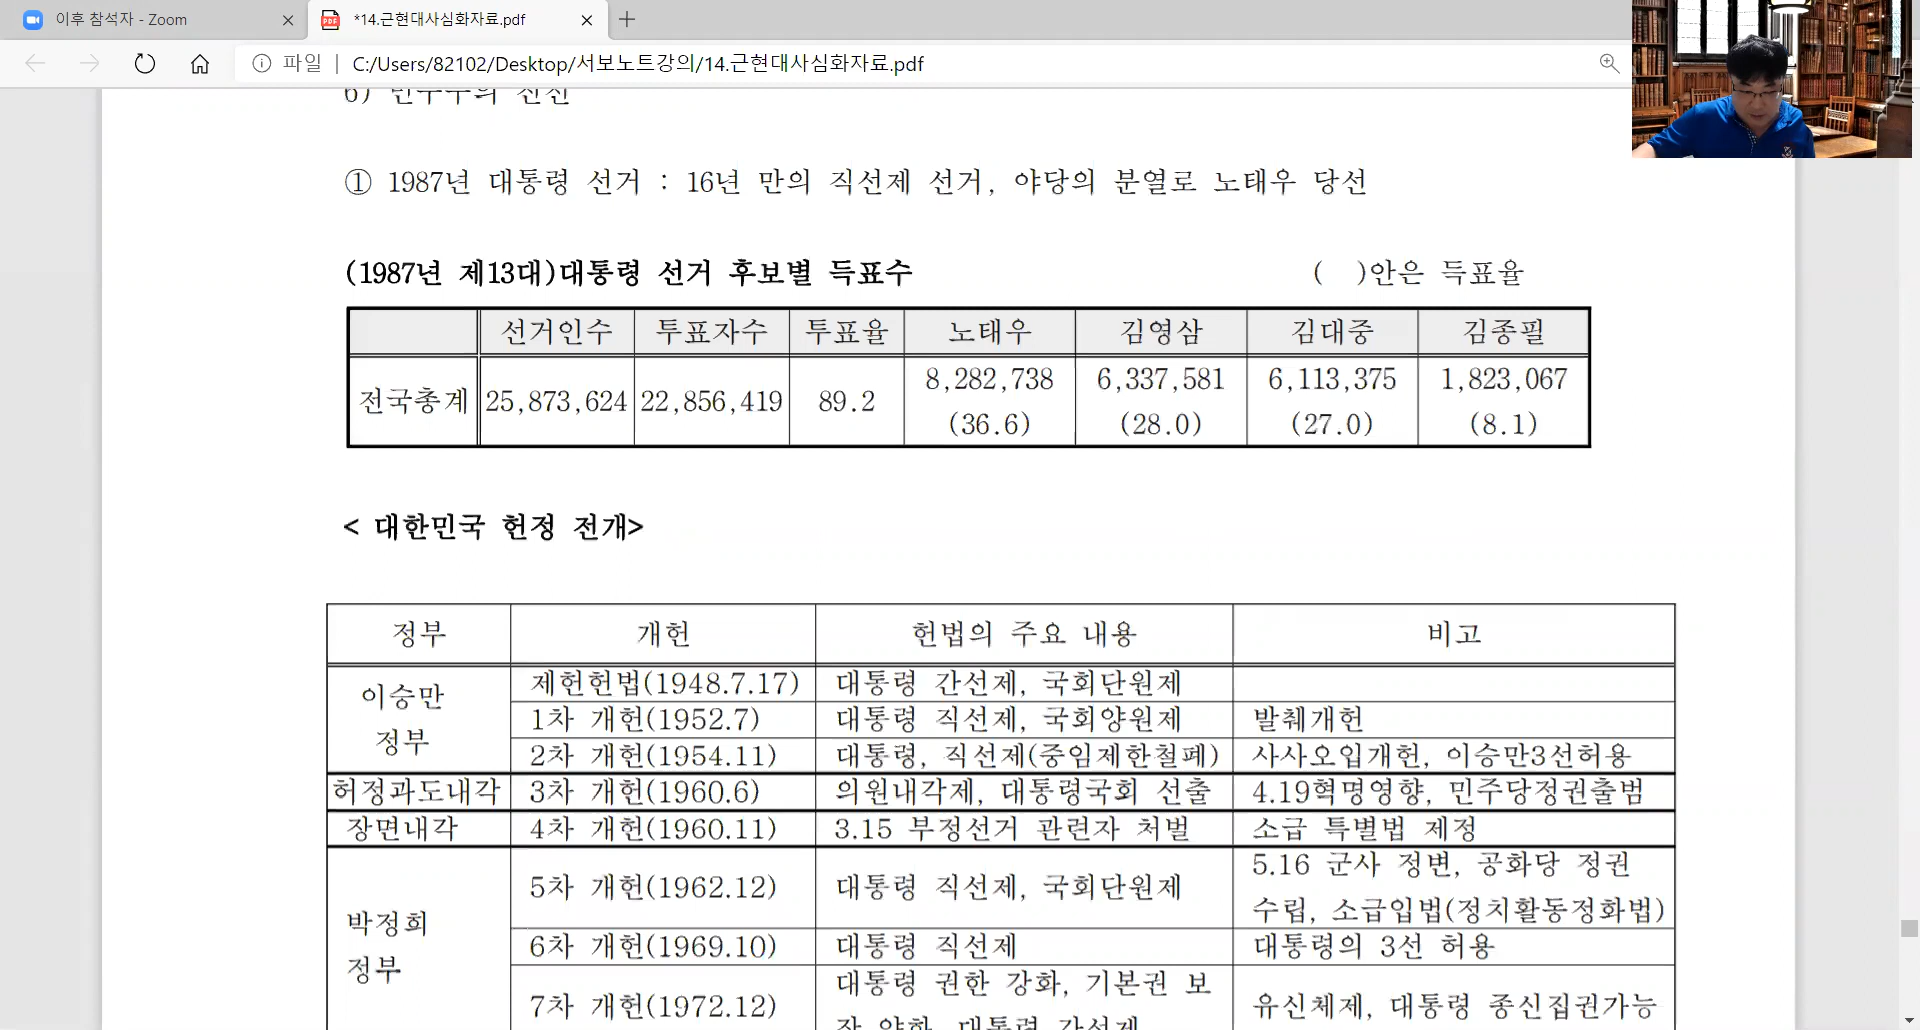 이후 참석자 - Zoom
*14.근현대사심화자료.pdf
파일 | C:/Users/82102/Desktop/서보노트강의/14.근현대사심화자료.pdf
① 1987년 대통령 선거 : 16년 만의 직선제 선거, 야당의 분열로 노태우 당선
(1987년 제13대)대통령 선거 후보별 득표수 ( )안은 득표율
선거인수 투표자수 투표율 노태우 김영삼 김대중 김종필
전국총계 25,873,624 22,856,419 89.2 8,282,738 6,337,581 6,113,375 1,823,067
(36.6) (28.0) (27.0) (8.1)
< 대한민국 헌정 전개>
정부 개헌 헌법의 주요 내용 비고
이승만 정부 제헌헌법(1948.7.17) 대통령 간선제, 국회단원제
1차 개헌(1952.7) 대통령 직선제, 국회양원제 발췌개헌
2차 개헌(1954.11) 대통령, 직선제(중임제한철폐) 사사오입개헌, 이승만3선허용
허정과도내각 3차 개헌(1960.6) 의원내각제, 대통령국회 선출 4.19혁명영향, 민주당정권출범
장면내각 4차 개헌(1960.11) 3.15 부정선거 관련자 처벌 소급 특별법 제정
박정희 정부 5차 개헌(1962.12) 대통령 직선제, 국회단원제 5.16 군사 정변, 공화당 정권
수립, 소급입법(정치활동정화법)
6차 개헌(1969.10) 대통령 직선제 대통령의 3선 허용
7차 개헌(1972.12) 대통령 권한 강화, 기본권 보 유신체제, 대통령 종신집권가능